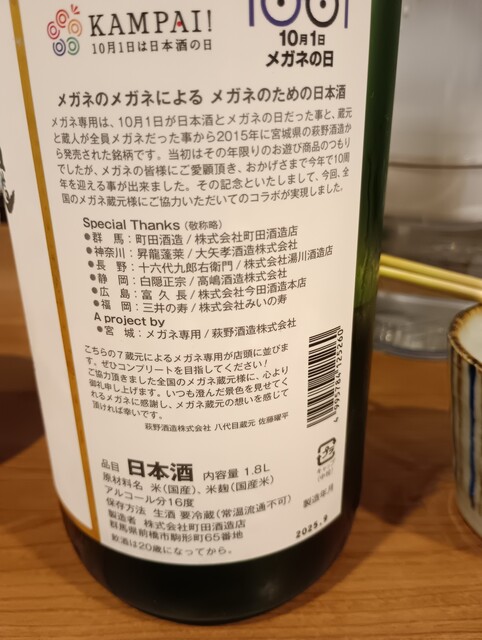 KAMPAI!
10月1日は日本酒の日
1001
10月1日
メガネの日
メガネのメガネによる メガネのための日本酒
メガネ専用は、10月1日が日本酒とメガネの日だった事と、蔵元
と蔵人が全員メガネだった事から2015年に宮城県の萩野酒造か
ら発売された銘柄です。当初はその年限りのお遊び商品のつもり
でしたが、メガネの皆様にご愛顧頂き、おかげさまで今年で10周
年を迎える事が出来ました。その記念といたしまして、今回、全
国のメガネ蔵元様にご協力いただいてのコラボが実現しました。
Special Thanks (敬称略)
●群 馬:町田酒造/株式会社町田酒造店
●神奈川:昇龍蓬莱/大矢孝酒造株式会社
●長 野:十六代九郎右衛門/株式会社湯川酒造店
●静 岡:白隠正宗/高嶋酒造株式会社
●広 島:富久長/株式会社今田酒造本店
●福 岡:三井の寿/株式会社みいの寿
A project by
●宮 城:メガネ専用/萩野酒造株式会社
こちらの7蔵元によるメガネ専用が店頭に並びま
す。ぜひコンプリートを目指してください!
ご協力頂きました全国のメガネ蔵元様に、心より
御礼申し上げます。いつも澄んだ景色を見せてく
れるメガネに感謝し、メガネ蔵元の想いを感じて
頂ければ幸いです。
萩野酒造株式会社 八代目蔵元 佐藤曜平
4 995784 125260
品目 日本酒 内容量 1.8L
原材料名 米(国産)、米麹(国産米)
アルコール分16度
保存方法 生酒 要冷蔵(常温流通不可)
製造者 株式会社町田酒造店
群馬県前橋市駒形町65番地
飲酒は20歳になってから。
製造年月
2025.9